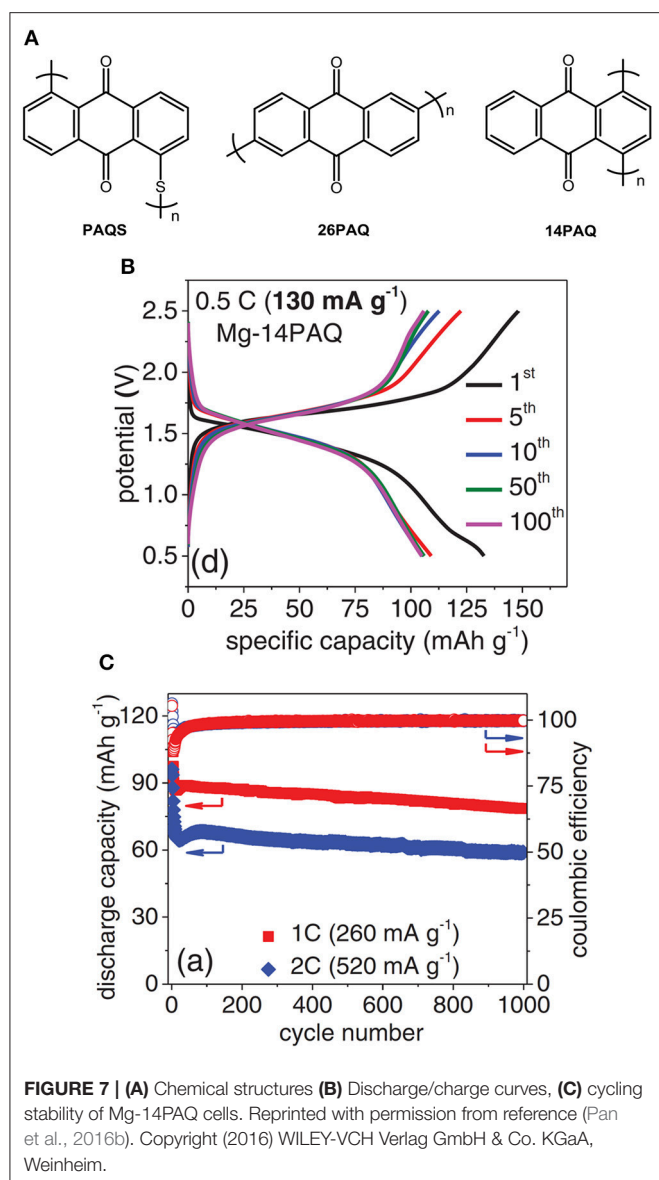 A
O
O
S
n
PAQS
O
O
n
26PAQ
O
O
n
14PAQ
B
0.5 C (130 mA g⁻¹)
Mg-14PAQ
2.5
2.0
1.5
1.0
0.5
potential (V)
1st
5th
10th
50th
100th
(d)
0 25 50 75 100 125 150
specific capacity (mAh g⁻¹)
C
120
90
60
30
0
discharge capacity (mAh g⁻¹)
100
75
50
25
0
coulombic efficiency
1C (260 mA g⁻¹)
2C (520 mA g⁻¹)
(a)
0 200 400 600 800 1000
cycle number
FIGURE 7 | (A) Chemical structures (B) Discharge/charge curves, (C) cycling
stability of Mg-14PAQ cells. Reprinted with permission from reference (Pan
et al., 2016b). Copyright (2016) WILEY-VCH Verlag GmbH & Co. KGaA,
Weinheim.